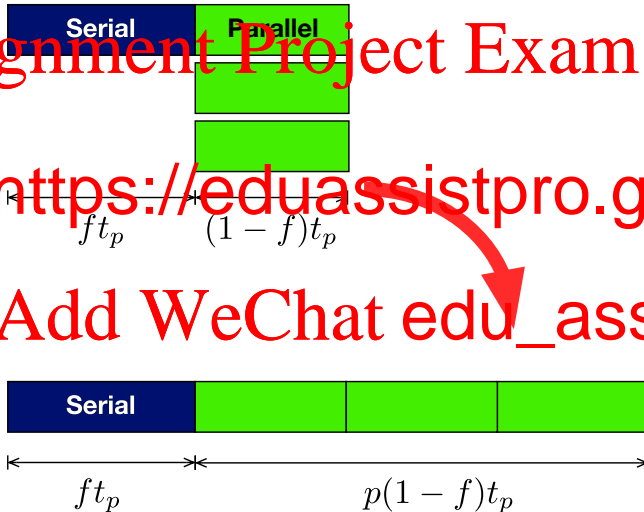 Serial Parallel
gnment Project Exam
https://eduassistpro.g
ft_p (1 − f)t_p
Add WeChat edu_ass
Serial
ft_p p(1 − f)t_p